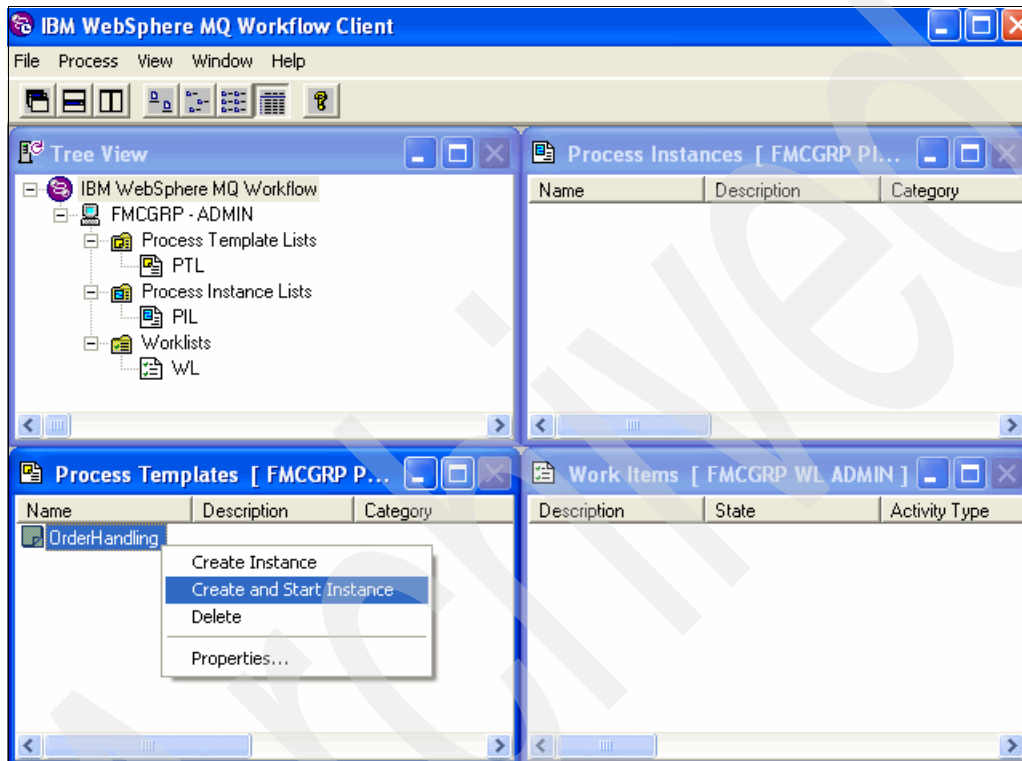 IBM WebSphere MQ Workflow Client
File Process View Window Help
Tree View
IBM WebSphere MQ Workflow
FMCGRP - ADMIN
Process Template Lists
PTL
Process Instance Lists
PIL
Worklists
WL
Process Instances [ FMCGRP PI...
Name Description Category
Process Templates [ FMCGRP P...
Name Description Category
OrderHandling
Create Instance
Create and Start Instance
Delete
Properties...
Work Items [ FMCGRP WL ADMIN ]
Description State Activity Type
Archived